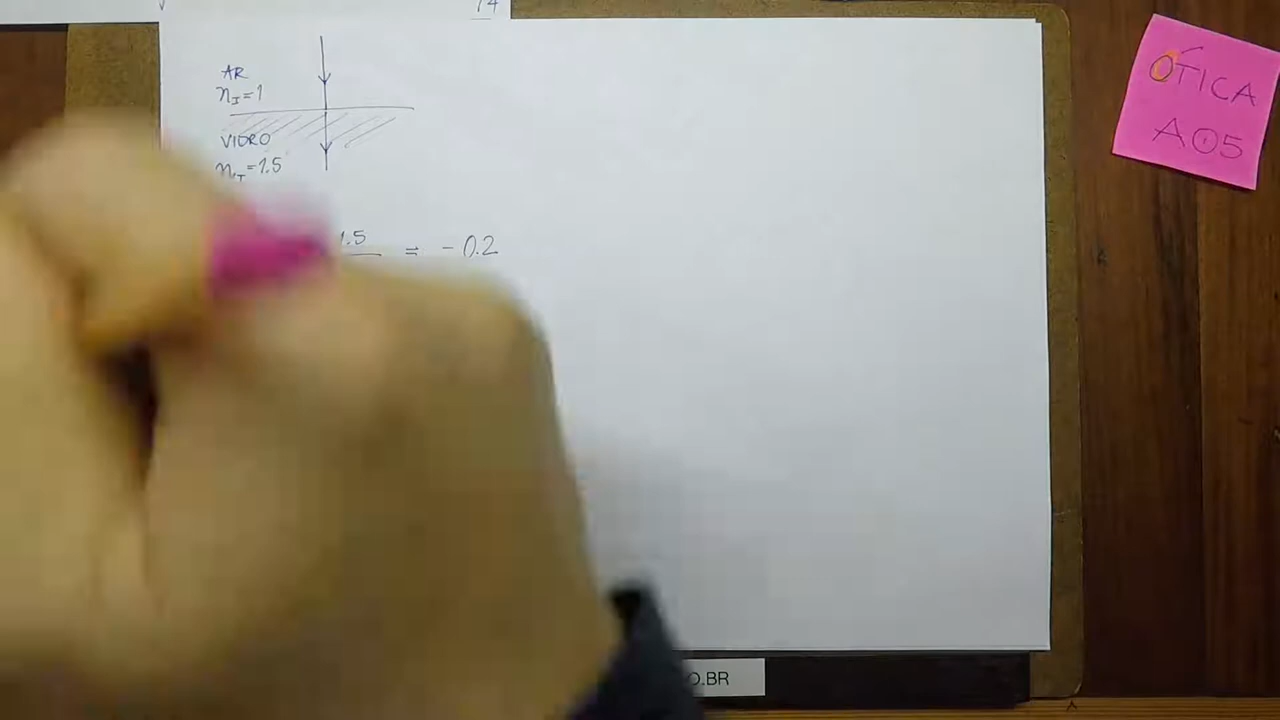 14
AR
n_I=1
VIDRO
n_T=1.5
1.5 = -0.2
ÓTICA
A05
O.BR